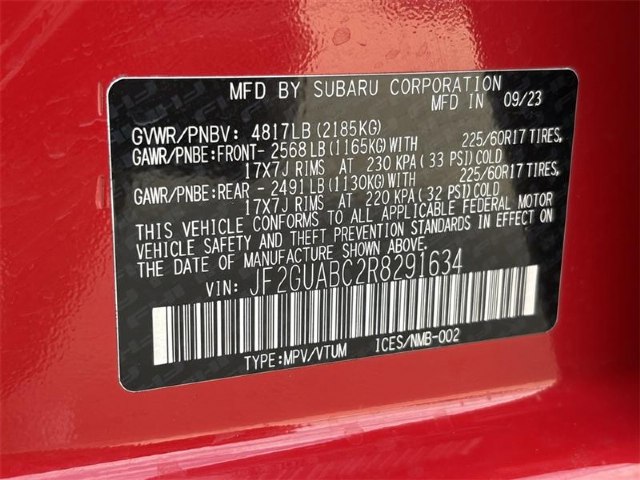 MFD BY SUBARU CORPORATION
MFD IN 09/23
GVWR/PNBV: 4817LB(2185KG)
GAWR/PNBE:FRONT- 2568LB(1165KG)WITH 225/60R17 TIRES,
17X7J RIMS AT 230 KPA (33 PSI)COLD
GAWR/PNBE:REAR - 2491LB(1130KG)WITH 225/60R17 TIRES,
17X7J RIMS AT 220 KPA (32 PSI)COLD
THIS VEHICLE CONFORMS TO ALL APPLICABLE FEDERAL MOTOR
VEHICLE SAFETY AND THEFT PREVENTION STANDARDS IN EFFECT ON
THE DATE OF MANUFACTURE SHOWN ABOVE.
VIN: JF2GUABC2R8291634
TYPE:MPV/VTUM ICES/NMB-002